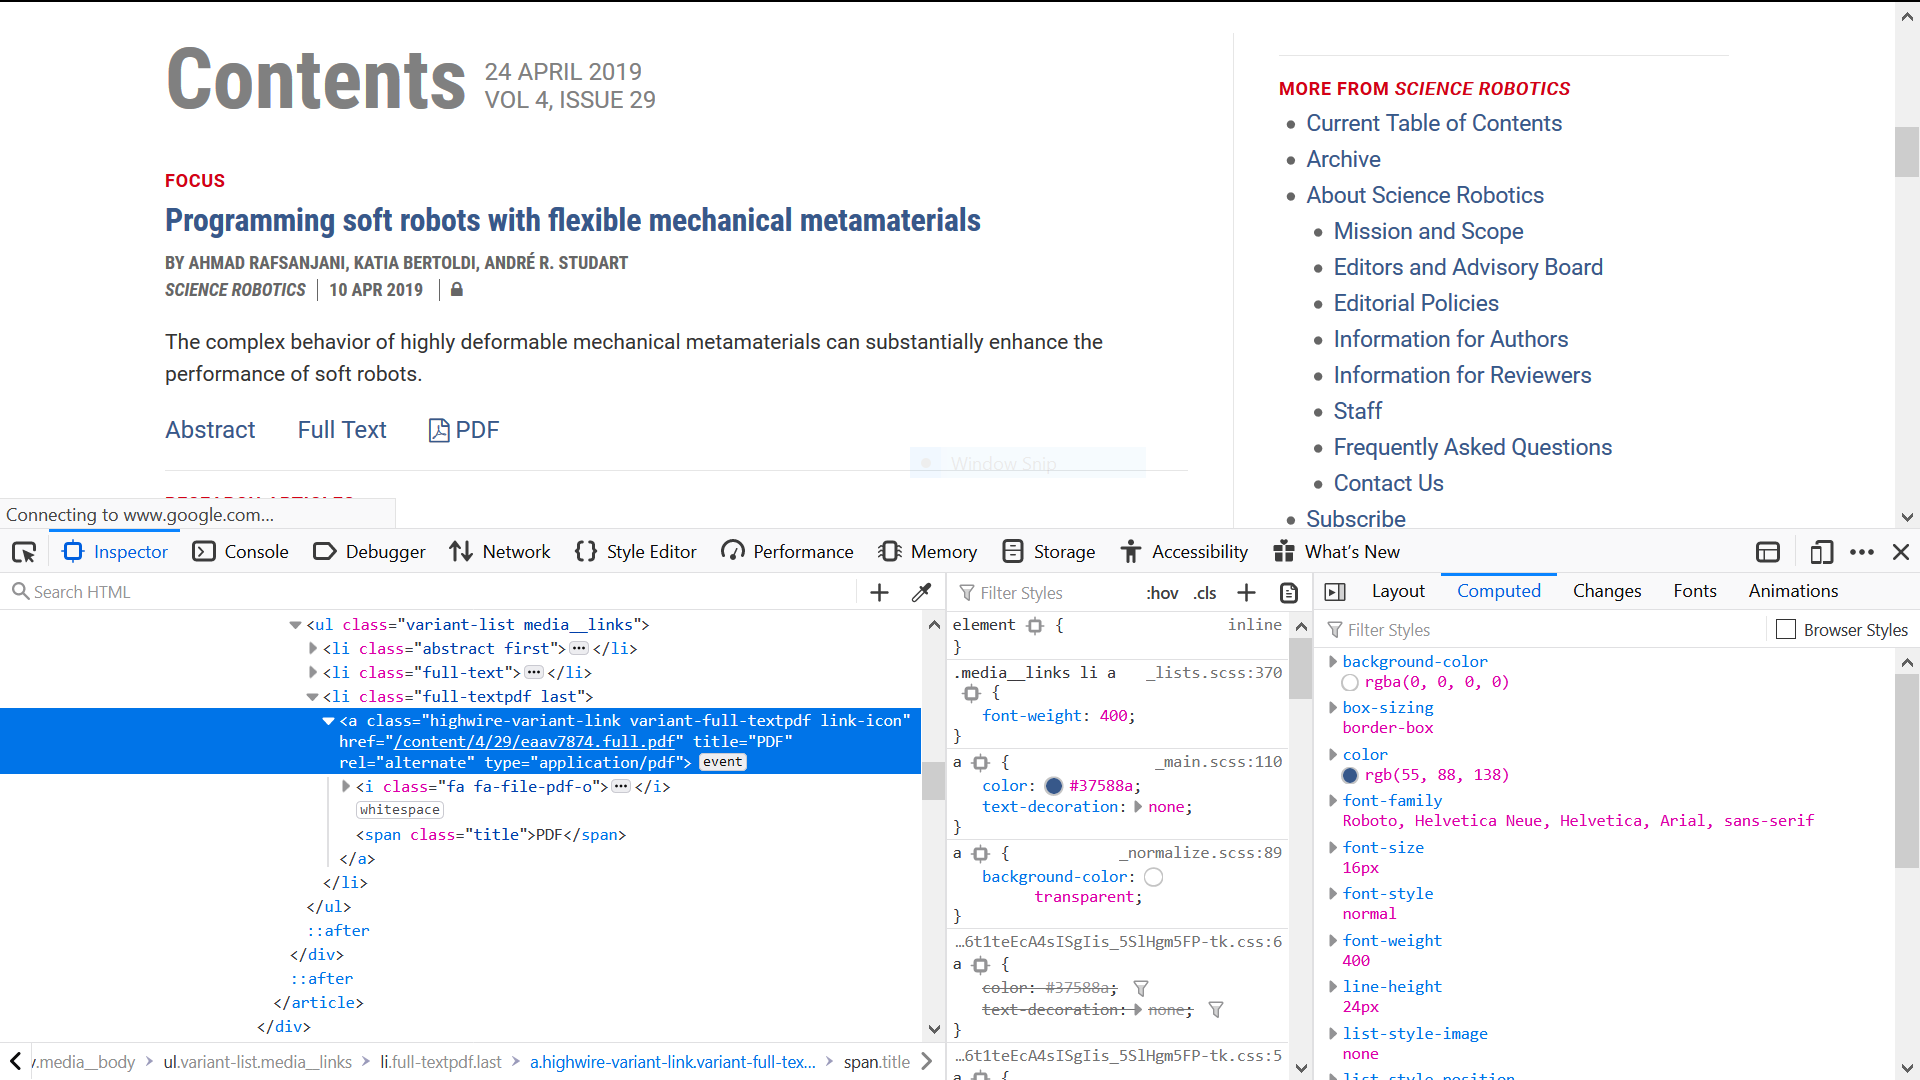 Contents
24 APRIL 2019
VOL 4, ISSUE 29
FOCUS
Programming soft robots with flexible mechanical metamaterials
BY AHMAD RAFSANJANI, KATIA BERTOLDI, ANDRÉ R. STUDART
SCIENCE ROBOTICS | 10 APR 2019 |
The complex behavior of highly deformable mechanical metamaterials can substantially enhance the
performance of soft robots.
Abstract Full Text PDF
Window Snip
MORE FROM SCIENCE ROBOTICS
• Current Table of Contents
• Archive
• About Science Robotics
• Mission and Scope
• Editors and Advisory Board
• Editorial Policies
• Information for Authors
• Information for Reviewers
• Staff
• Frequently Asked Questions
• Contact Us
• Subscribe
Connecting to www.google.com...
Inspector Console Debugger Network Style Editor Performance Memory Storage Accessibility What's New
Search HTML
<ul class="variant-list media__links">
<li class="abstract first"> ••• </li>
<li class="full-text"> ••• </li>
<li class="full-textpdf last">
<a class="highwire-variant-link variant-full-textpdf link-icon"
href="/content/4/29/eaav7874.full.pdf" title="PDF"
rel="alternate" type="application/pdf"> event
<i class="fa fa-file-pdf-o"> ••• </i>
whitespace
<span class="title">PDF</span>
</a>
</li>
</ul>
::after
</div>
::after
</article>
</div>
.media__body > ul.variant-list.media__links > li.full-textpdf.last > a.highwire-variant-link.variant-full-tex... > span.title
Filter Styles :hov .cls
element { inline
}
.media__links li a _lists.scss:370
{
font-weight: 400;
}
a { _main.scss:110
color: #37588a;
text-decoration: none;
}
a { _normalize.scss:89
background-color:
transparent;
}
…6t1teEcA4sISgIis_5SlHgm5FP-tk.css:6
a {
color: #37588a;
text-decoration: none;
}
…6t1teEcA4sISgIis_5SlHgm5FP-tk.css:5
a {
Layout Computed Changes Fonts Animations
Filter Styles Browser Styles
background-color
rgba(0, 0, 0, 0)
box-sizing
border-box
color
rgb(55, 88, 138)
font-family
Roboto, Helvetica Neue, Helvetica, Arial, sans-serif
font-size
16px
font-style
normal
font-weight
400
line-height
24px
list-style-image
none
list-style-position